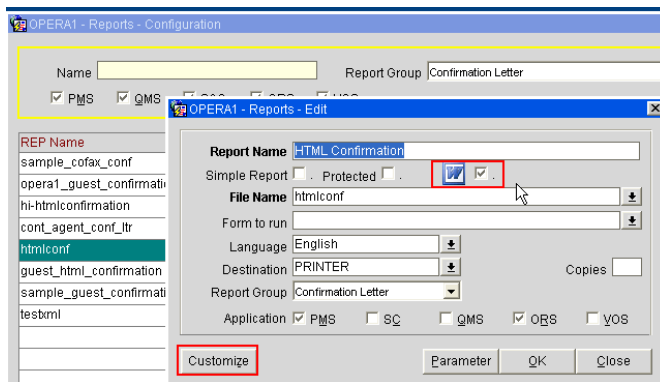 OPERA1 - Reports - Configuration
Name
Report Group Confirmation Letter
PMS QMS
OPERA1 - Reports - Edit
REP Name
sample_cofax_conf
opera1_guest_confirmati
hi-htmlconfirmation
cont_agent_conf_ltr
htmlconf
guest_html_confirmation
sample_guest_confirmati
testxml
Report Name HTML Confirmation
Simple Report . Protected . W .
File Name htmlconf
Form to run
Language English
Destination PRINTER Copies
Report Group Confirmation Letter
Application PMS SC QMS ORS VOS
Customize Parameter OK Close